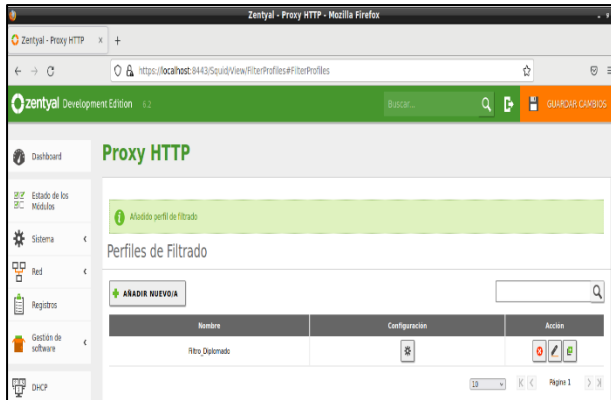 Zentyal - Proxy HTTP - Mozilla Firefox
Zentyal - Proxy HTTP × +
https://localhost:8443/Squid/View/FilterProfiles#FilterProfiles
zentyal Development Edition 6.2
Buscar...
GUARDAR CAMBIOS
Dashboard
Estado de los Módulos
Sistema
Red
Registros
Gestión de software
DHCP
Proxy HTTP
Añadido perfil de filtrado
Perfiles de Filtrado
+ AÑADIR NUEVO/A
Nombre Configuración Acción
Filtro_Diplomado
10 Página 1